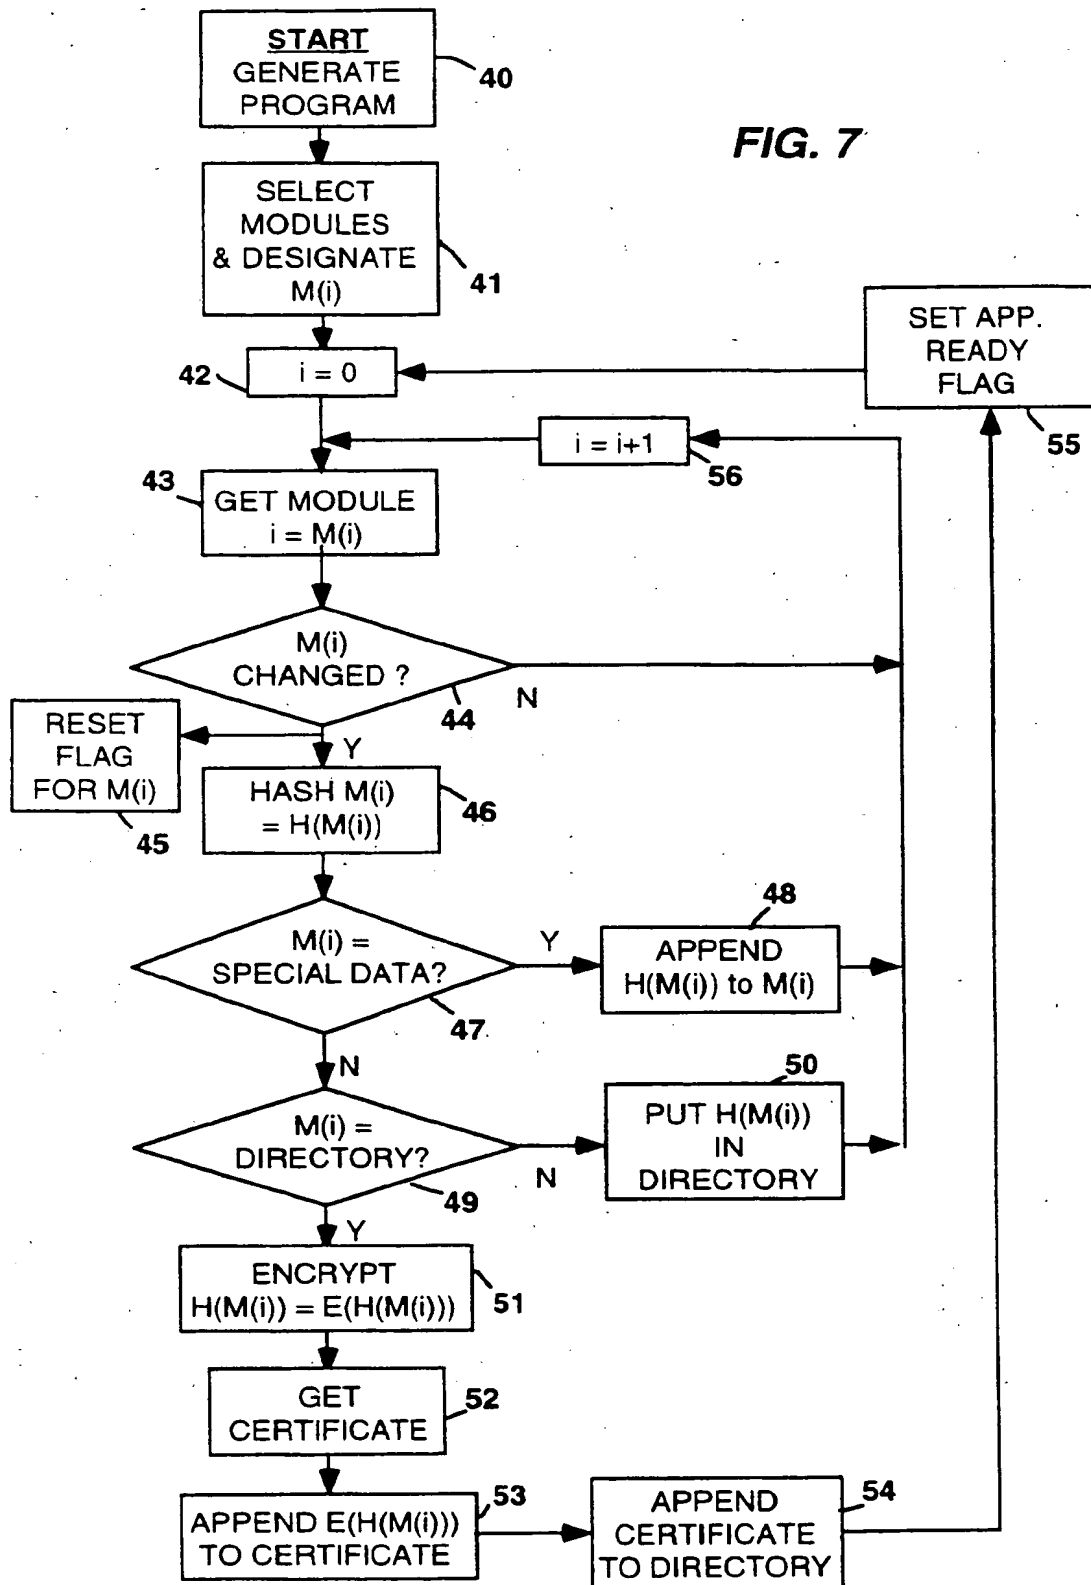 START
GENERATE
PROGRAM
40
FIG. 7
SELECT
MODULES
& DESIGNATE
M(i)
41
SET APP.
READY
FLAG
55
42
i = 0
i = i+1
56
43
GET MODULE
i = M(i)
M(i)
CHANGED ?
44
N
RESET
FLAG
FOR M(i)
45
Y
HASH M(i)
= H(M(i))
46
M(i) =
SPECIAL DATA?
47
Y
48
APPEND
H(M(i)) to M(i)
N
M(i) =
DIRECTORY?
49
N
50
PUT H(M(i))
IN
DIRECTORY
Y
ENCRYPT
H(M(i)) = E(H(M(i)))
51
GET
CERTIFICATE
52
APPEND E(H(M(i)))
TO CERTIFICATE
53
APPEND
CERTIFICATE
TO DIRECTORY
54